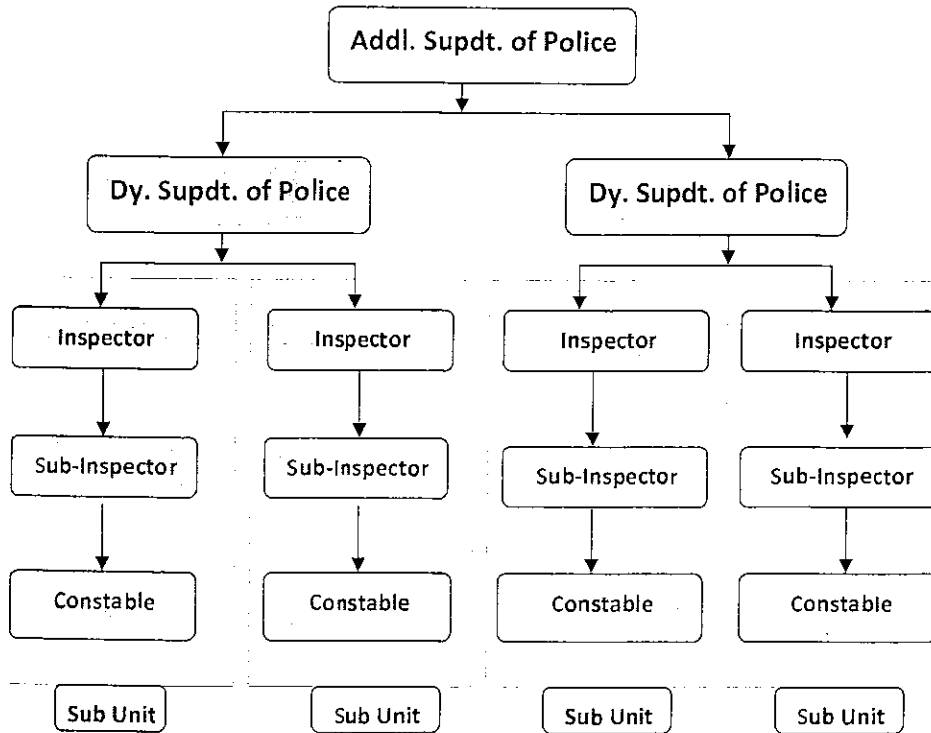 Addl. Supdt. of Police
Dy. Supdt. of Police
Dy. Supdt. of Police
Inspector
Inspector
Inspector
Inspector
Sub-Inspector
Sub-Inspector
Sub-Inspector
Sub-Inspector
Constable
Constable
Constable
Constable
Sub Unit
Sub Unit
Sub Unit
Sub Unit